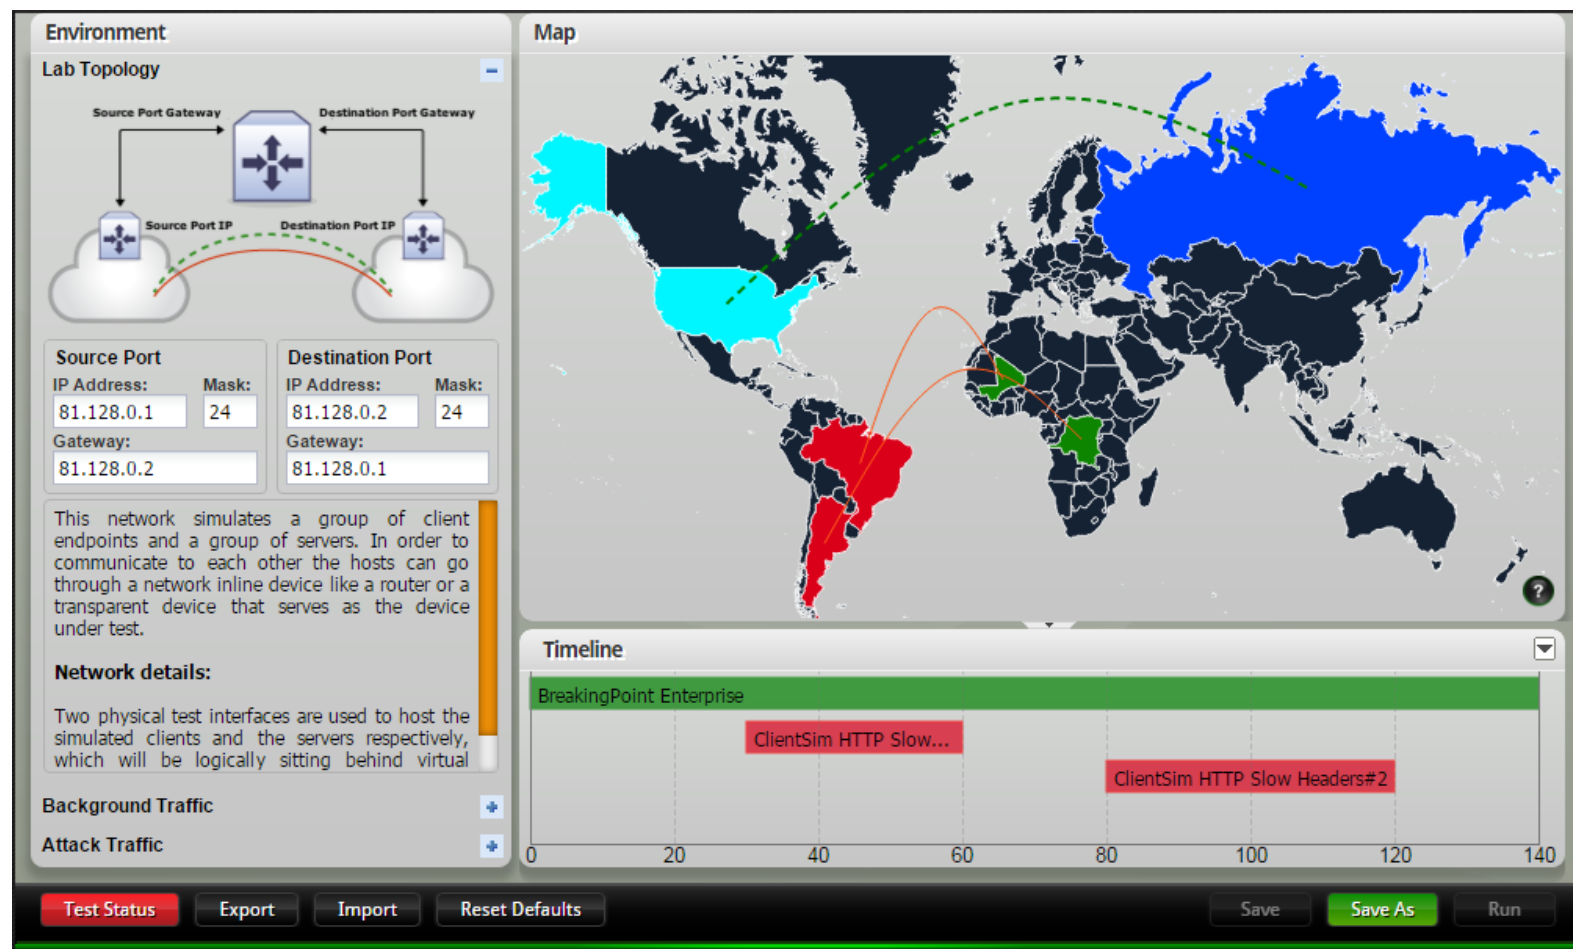 Environment
Lab Topology
Source Port Gateway
Destination Port Gateway
Source Port IP
Destination Port IP
Source Port
IP Address:
Mask:
81.128.0.1
24
Gateway:
81.128.0.2
Destination Port
IP Address:
Mask:
81.128.0.2
24
Gateway:
81.128.0.1
This network simulates a group of client
endpoints and a group of servers. In order to
communicate to each other the hosts can go
through a network inline device like a router or a
transparent device that serves as the device
under test.
Network details:
Two physical test interfaces are used to host the
simulated clients and the servers respectively,
which will be logically sitting behind virtual
Background Traffic
Attack Traffic
Map
?
Timeline
BreakingPoint Enterprise
ClientSim HTTP Slow...
ClientSim HTTP Slow Headers#2
0 20 40 60 80 100 120 140
Test Status
Export
Import
Reset Defaults
Save
Save As
Run